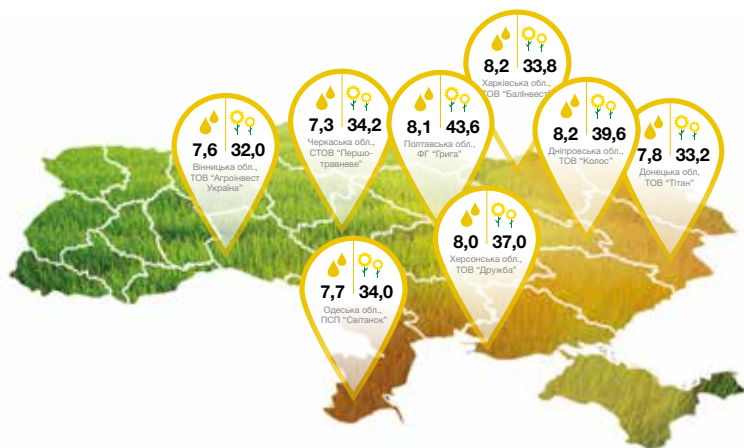 8,2 33,8
Харківська обл.,
ТОВ "БалІнвест"
7,3 34,2
Черкаська обл.,
СТОВ "Першо-
травневе"
8,1 43,6
Полтавська обл.,
ФГ "Грига"
8,2 39,6
Дніпровська обл.,
ТОВ "Колос"
7,8 33,2
Донецька обл.,
ТОВ "Тітан"
7,6 32,0
Вінницька обл.,
ТОВ "Агроінвест
Україна"
8,0 37,0
Херсонська обл.,
ТОВ "Дружба"
7,7 34,0
Одеська обл.,
ПСП "Світанок"